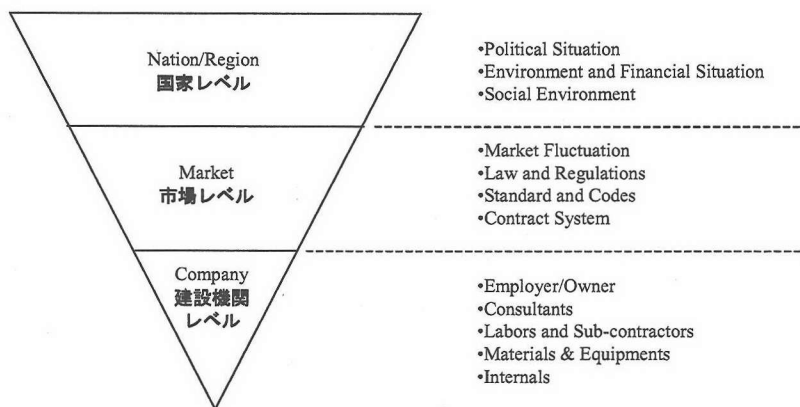 Nation/Region
国家レベル
•Political Situation
•Environment and Financial Situation
•Social Environment
Market
市場レベル
•Market Fluctuation
•Law and Regulations
•Standard and Codes
•Contract System
Company
建設機関
レベル
•Employer/Owner
•Consultants
•Labors and Sub-contractors
•Materials & Equipments
•Internals